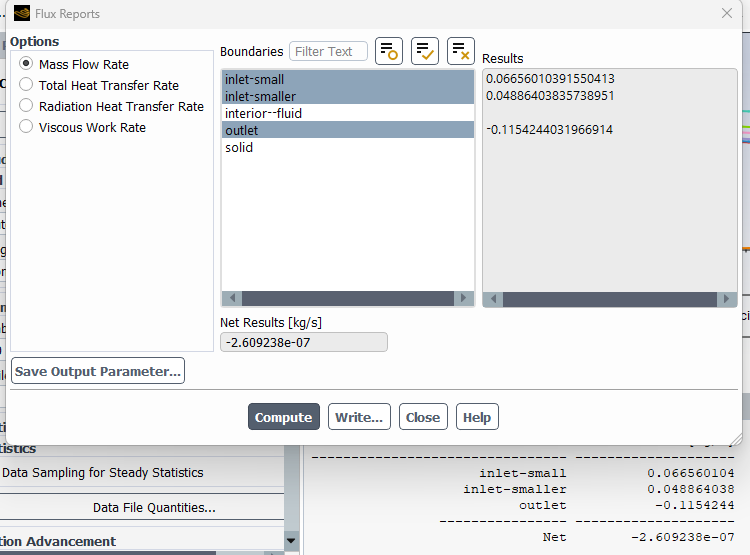 Flux Reports
Options
Mass Flow Rate
Total Heat Transfer Rate
Radiation Heat Transfer Rate
Viscous Work Rate
Boundaries Filter Text
inlet-small
inlet-smaller
interior--fluid
outlet
solid
Results
0.06656010391550413
0.04886403835738951
-0.1154244031966914
Net Results [kg/s]
-2.609238e-07
Save Output Parameter...
Compute Write... Close Help
Data Sampling for Steady Statistics
Data File Quantities...
tion Advancement
-------------------------------- --------------------
inlet-small 0.066560104
inlet-smaller 0.048864038
outlet -0.1154244
---------------- --------------------
Net -2.609238e-07